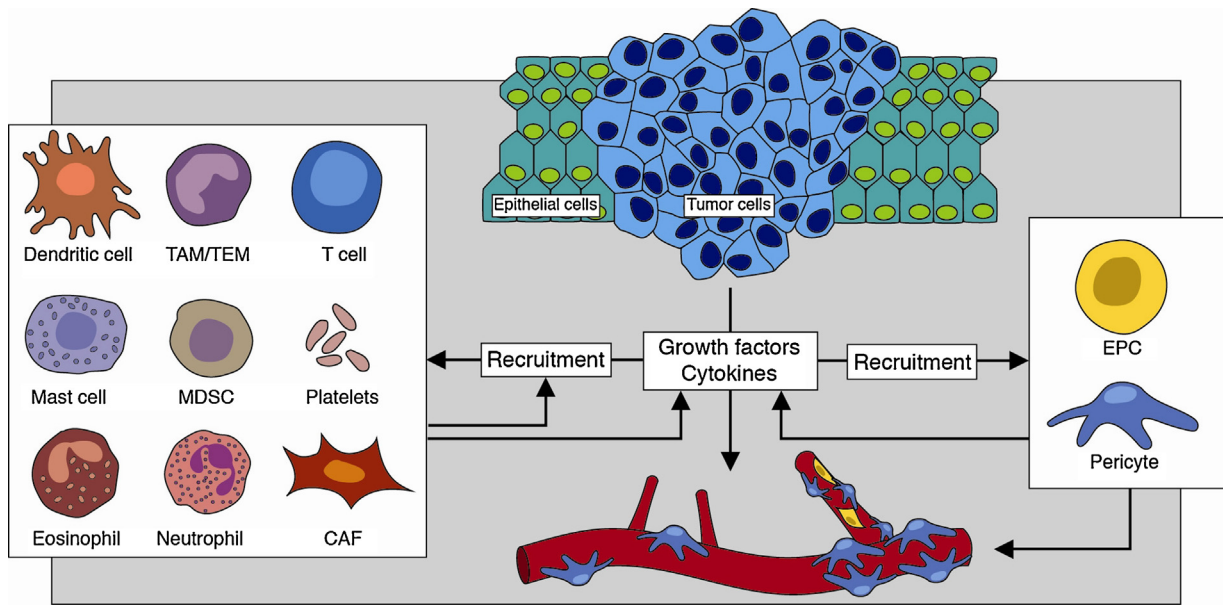 Epithelial cells
Tumor cells
Dendritic cell
TAM/TEM
T cell
Mast cell
MDSC
Platelets
Eosinophil
Neutrophil
CAF
Recruitment
Growth factors
Cytokines
Recruitment
EPC
Pericyte